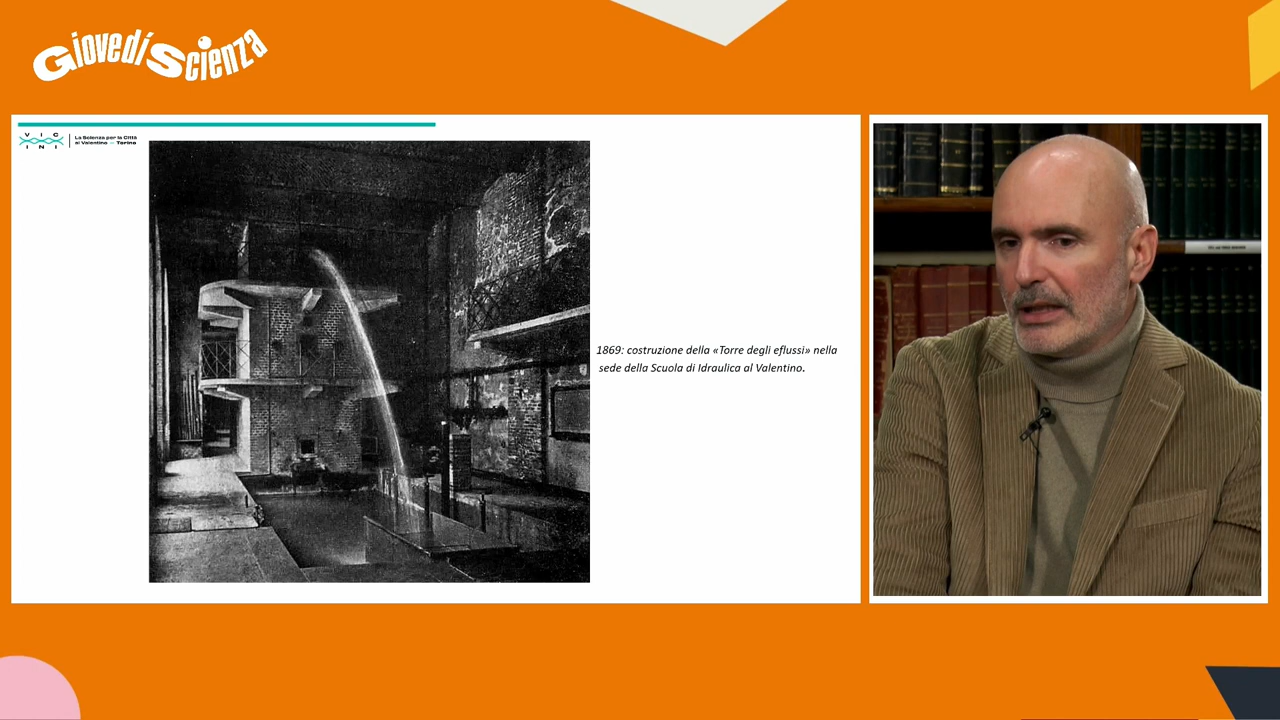 GiovedìScienza
V I C
I N I
La Scienza per la Città
al Valentino — Torino
1869: costruzione della «Torre degli eflussi» nella
sede della Scuola di Idraulica al Valentino.